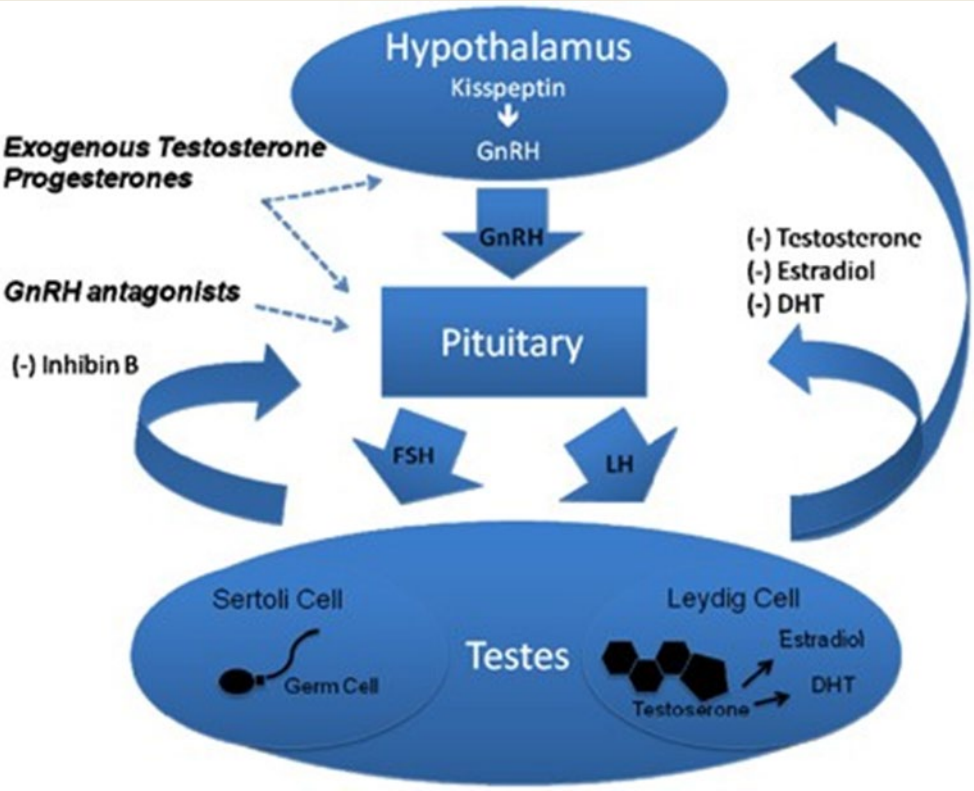 Hypothalamus
Kisspeptin
GnRH
Exogenous Testosterone
Progesterones
GnRH
(-) Testosterone
(-) Estradiol
(-) DHT
GnRH antagonists
Pituitary
(-) Inhibin B
FSH
LH
Sertoli Cell
Germ Cell
Testes
Leydig Cell
Estradiol
DHT
Testoserone